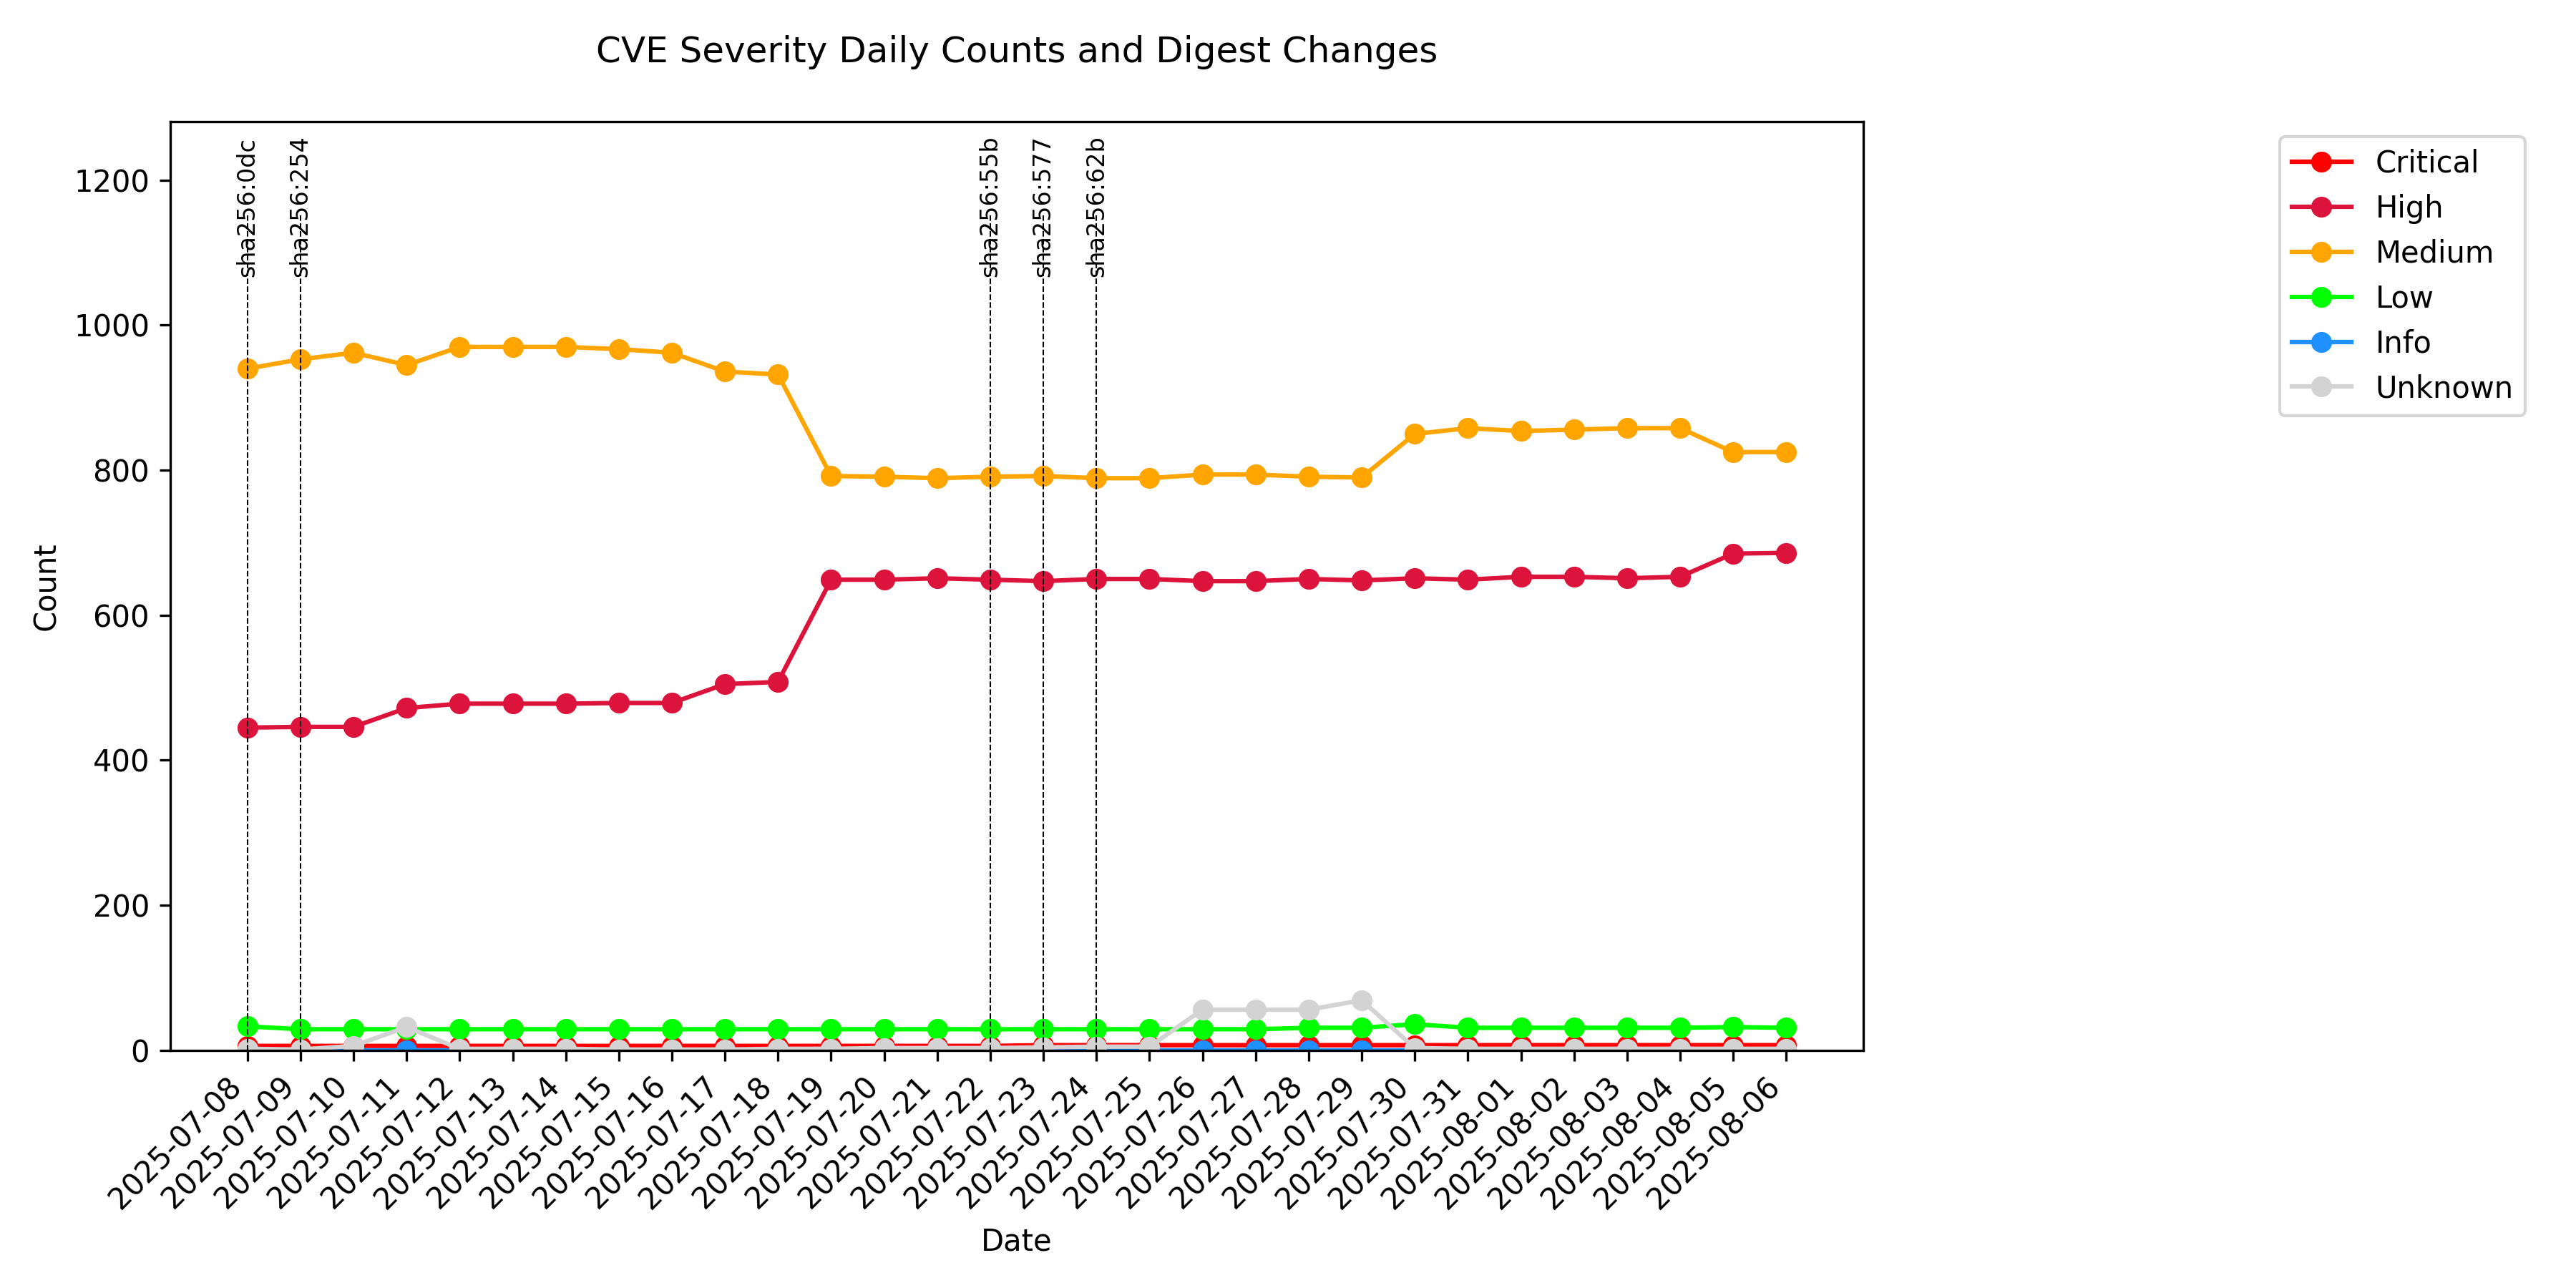 CVE Severity Daily Counts and Digest Changes
sha256:0dc
sha256:254
sha256:55b
sha256:577
sha256:62b
Critical
High
Medium
Low
Info
Unknown
Count
1200
1000
800
600
400
200
0
2025-07-08
2025-07-09
2025-07-10
2025-07-11
2025-07-12
2025-07-13
2025-07-14
2025-07-15
2025-07-16
2025-07-17
2025-07-18
2025-07-19
2025-07-20
2025-07-21
2025-07-22
2025-07-23
2025-07-24
2025-07-25
2025-07-26
2025-07-27
2025-07-28
2025-07-29
2025-07-30
2025-07-31
2025-08-01
2025-08-02
2025-08-03
2025-08-04
2025-08-05
2025-08-06
Date